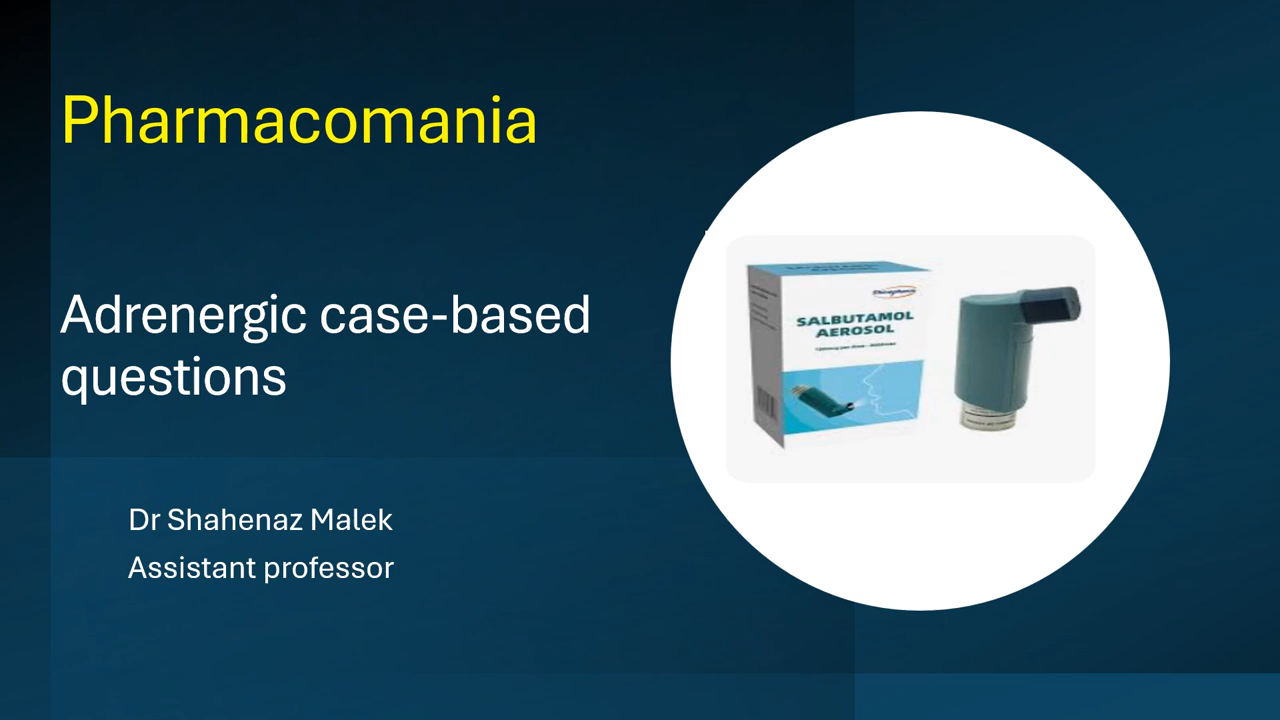 Pharmacomania
Adrenergic case-based
questions
Dr Shahenaz Malek
Assistant professor
SALBUTAMOL
AEROSOL